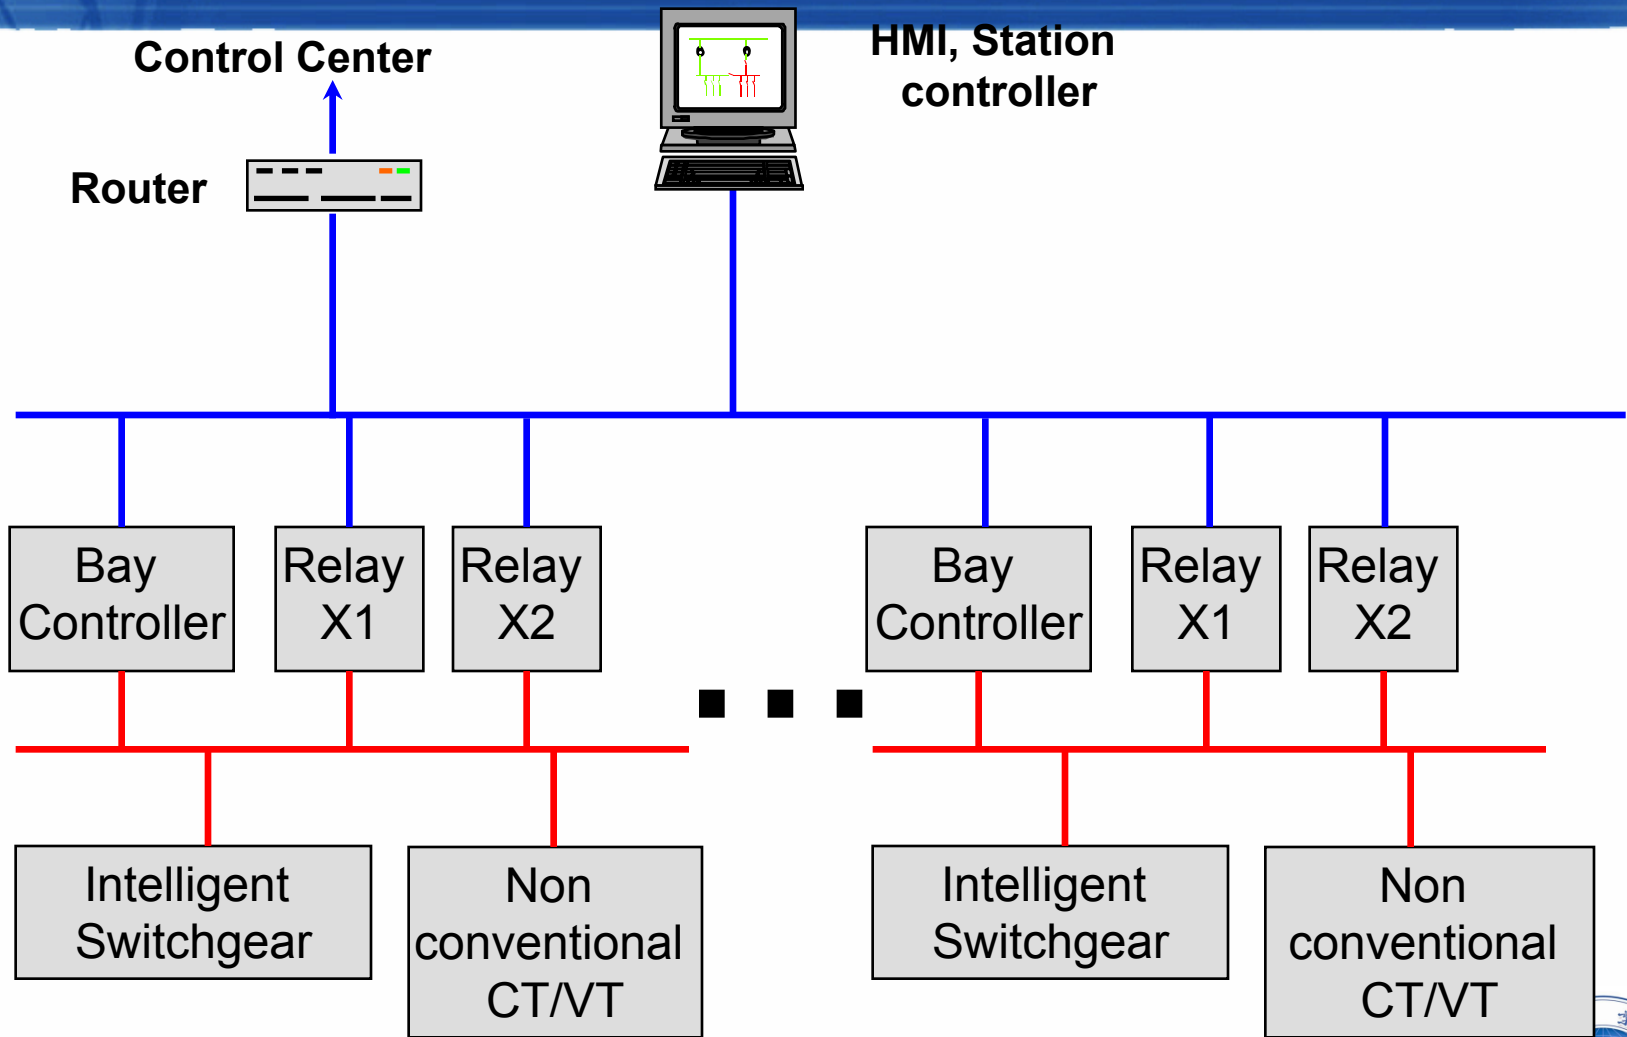 Control Center
HMI, Station
controller
Router
Bay
Controller
Relay
X1
Relay
X2
Bay
Controller
Relay
X1
Relay
X2
Intelligent
Switchgear
Non
conventional
CT/VT
Intelligent
Switchgear
Non
conventional
CT/VT